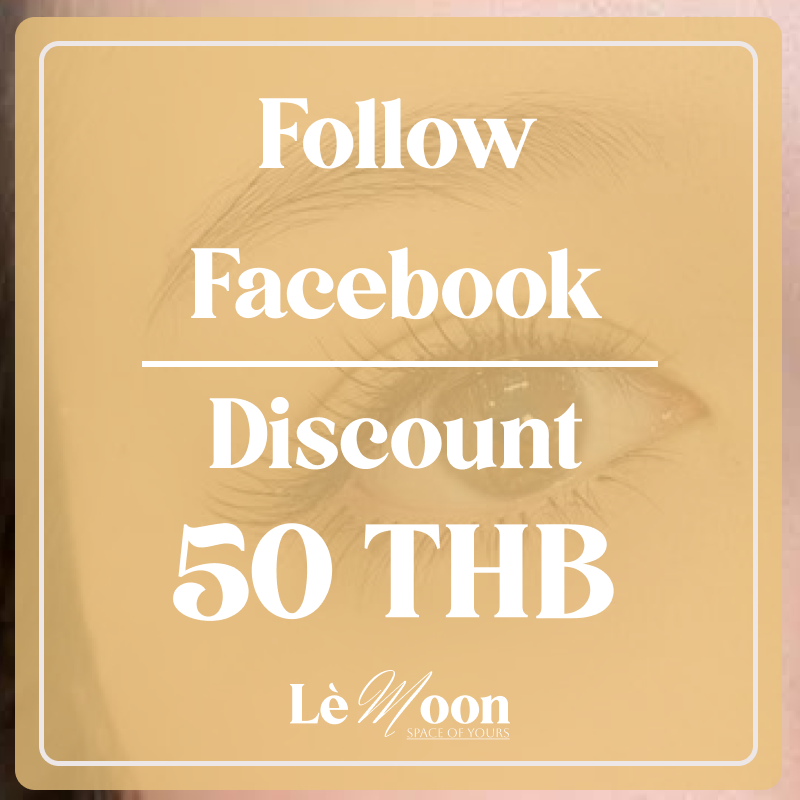 Follow
Facebook
Discount
50 THB
Lè Moon
SPACE OF YOURS